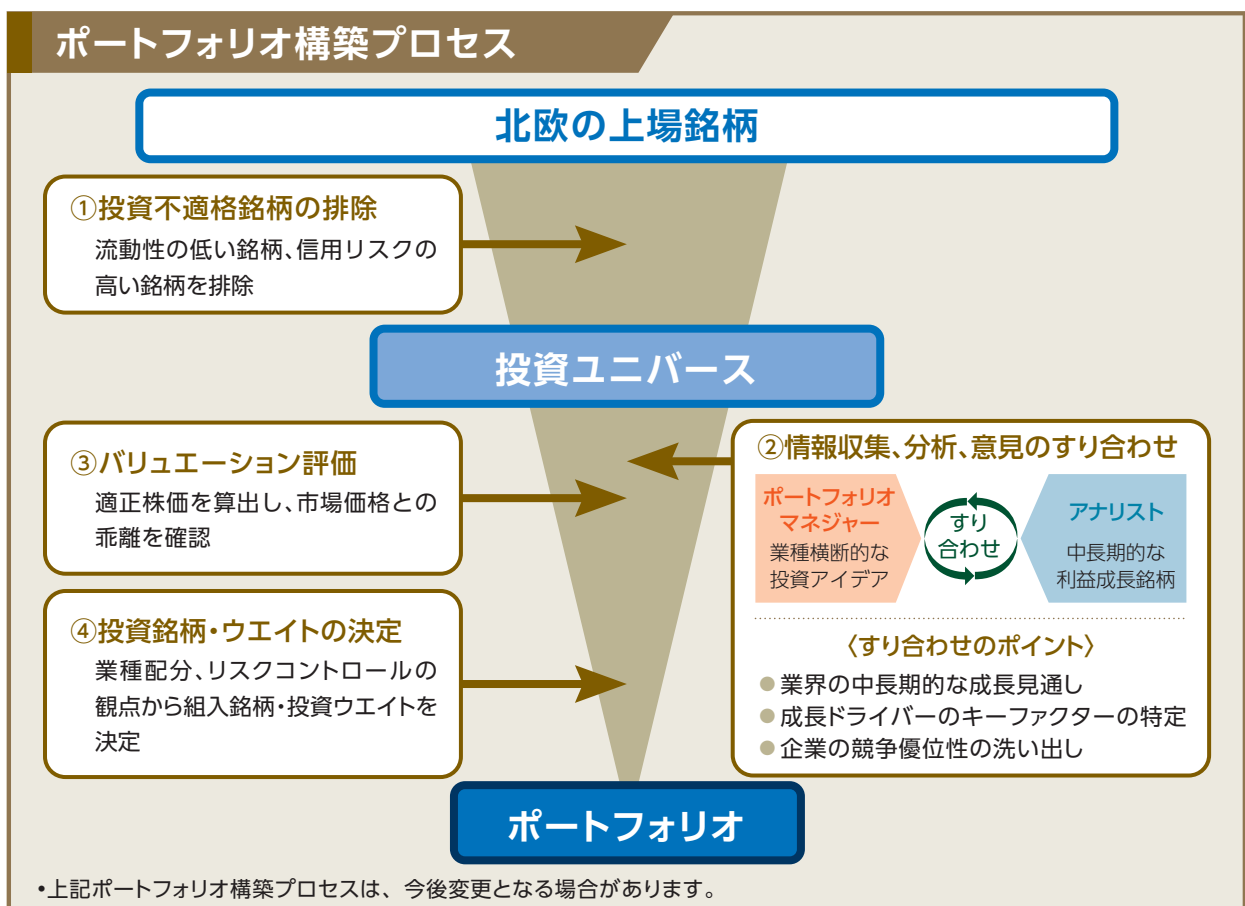 ポートフォリオ構築プロセス
北欧の上場銘柄
①投資不適格銘柄の排除
流動性の低い銘柄、信用リスクの
高い銘柄を排除
投資ユニバース
②情報収集、分析、意見のすり合わせ
ポートフォリオ
マネジャー
業種横断的な
投資アイデア
すり
合わせ
アナリスト
中長期的な
利益成長銘柄
〈すり合わせのポイント〉
●業界の中長期的な成長見通し
●成長ドライバーのキーファクターの特定
●企業の競争優位性の洗い出し
③バリュエーション評価
適正株価を算出し、市場価格との
乖離を確認
④投資銘柄・ウエイトの決定
業種配分、リスクコントロールの
観点から組入銘柄・投資ウエイトを
決定
ポートフォリオ
•上記ポートフォリオ構築プロセスは、今後変更となる場合があります。